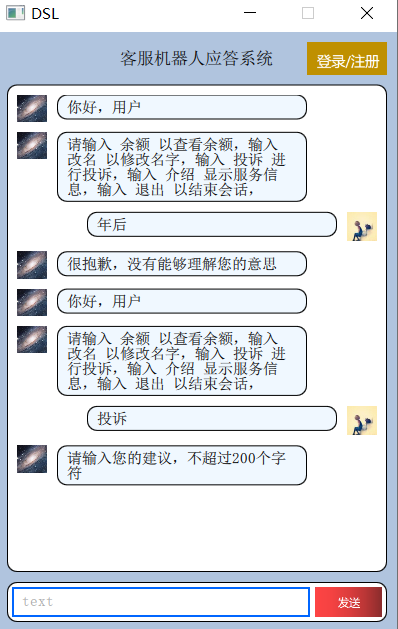 DSL
客服机器人应答系统
登录/注册
你好，用户
请输入 余额 以查看余额，输入
改名 以修改名字，输入 投诉 进
行投诉，输入 介绍 显示服务信
息，输入 退出 以结束会话，
年后
很抱歉，没有能够理解您的意思
你好，用户
请输入 余额 以查看余额，输入
改名 以修改名字，输入 投诉 进
行投诉，输入 介绍 显示服务信
息，输入 退出 以结束会话，
投诉
请输入您的建议，不超过200个字
符
text
发送